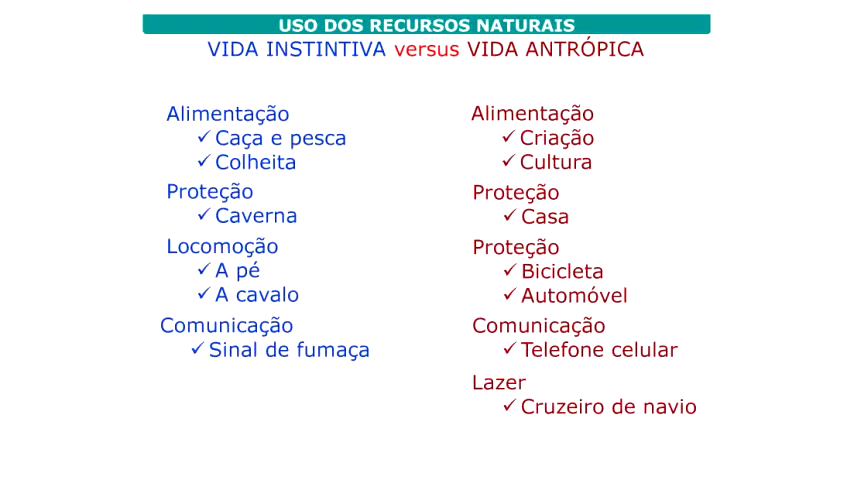 USO DOS RECURSOS NATURAIS
VIDA INSTINTIVA versus VIDA ANTRÓPICA
Alimentação
✓ Caça e pesca
✓ Colheita
Proteção
✓ Caverna
Locomoção
✓ A pé
✓ A cavalo
Comunicação
✓ Sinal de fumaça
Alimentação
✓ Criação
✓ Cultura
Proteção
✓ Casa
Proteção
✓ Bicicleta
✓ Automóvel
Comunicação
✓ Telefone celular
Lazer
✓ Cruzeiro de navio